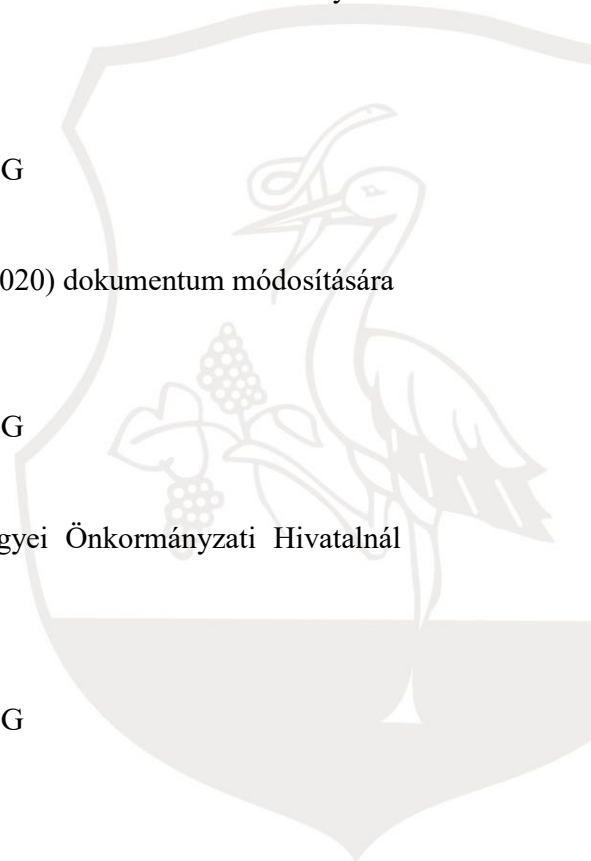 G
020) dokumentum módosítására
G
gyei Önkormányzati Hivatalnál
G